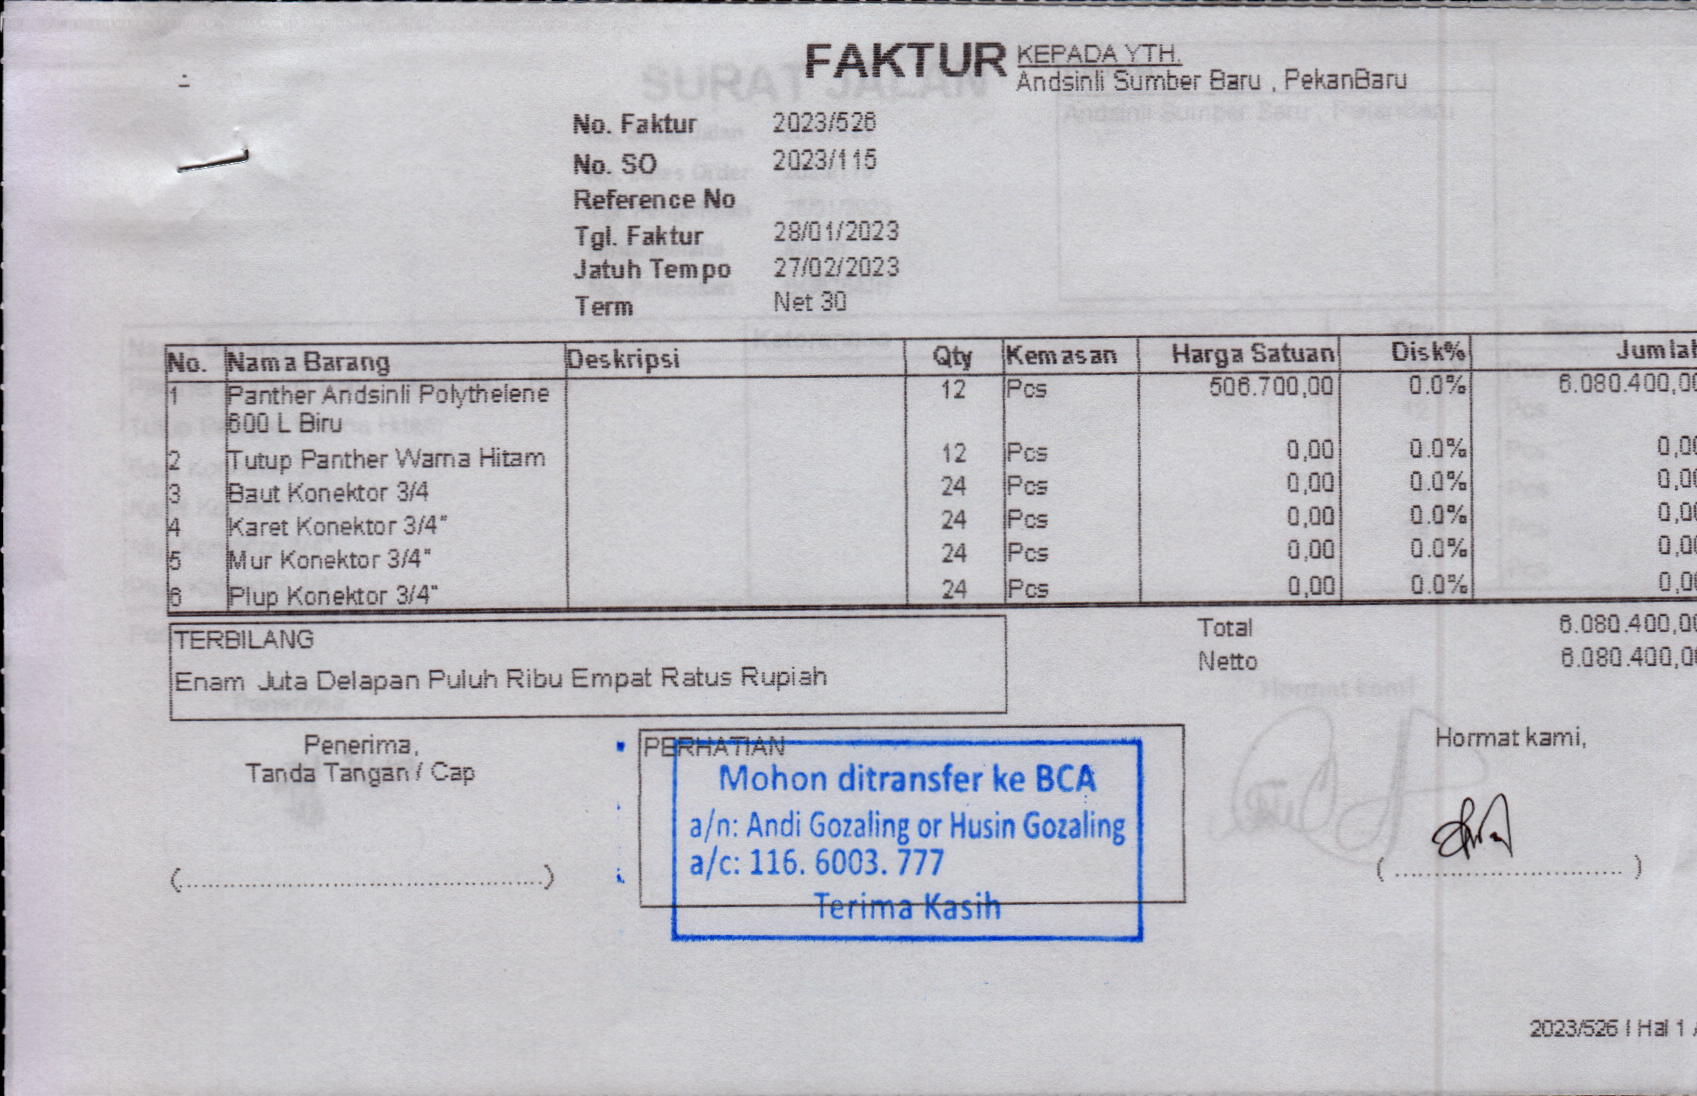 FAKTUR
KEPADA YTH.
Andsinli Sumber Baru , PekanBaru
No. Faktur 2023/526
No. SO 2023/115
Reference No
Tgl. Faktur 28/01/2023
Jatuh Tempo 27/02/2023
Term Net 30
No. Nama Barang Deskripsi Qty Kemasan Harga Satuan Disk% Jumlah
1 Panther Andsinli Polythelene 12 Pcs 506.700,00 0.0% 6.080.400,00
600 L Biru
2 Tutup Panther Warna Hitam 12 Pcs 0,00 0.0% 0,00
3 Baut Konektor 3/4 24 Pcs 0,00 0.0% 0,00
4 Karet Konektor 3/4" 24 Pcs 0,00 0.0% 0,00
5 Mur Konektor 3/4" 24 Pcs 0,00 0.0% 0,00
6 Plup Konektor 3/4" 24 Pcs 0,00 0.0% 0,00
TERBILANG
Enam Juta Delapan Puluh Ribu Empat Ratus Rupiah
Total 6.080.400,00
Netto 6.080.400,00
Penerima,
Tanda Tangan / Cap
(..............................................)
PERHATIAN
Mohon ditransfer ke BCA
a/n: Andi Gozaling or Husin Gozaling
a/c: 116. 6003. 777
Terima Kasih
Hormat kami,
( ............................. )
2023/526 | Hal 1 /